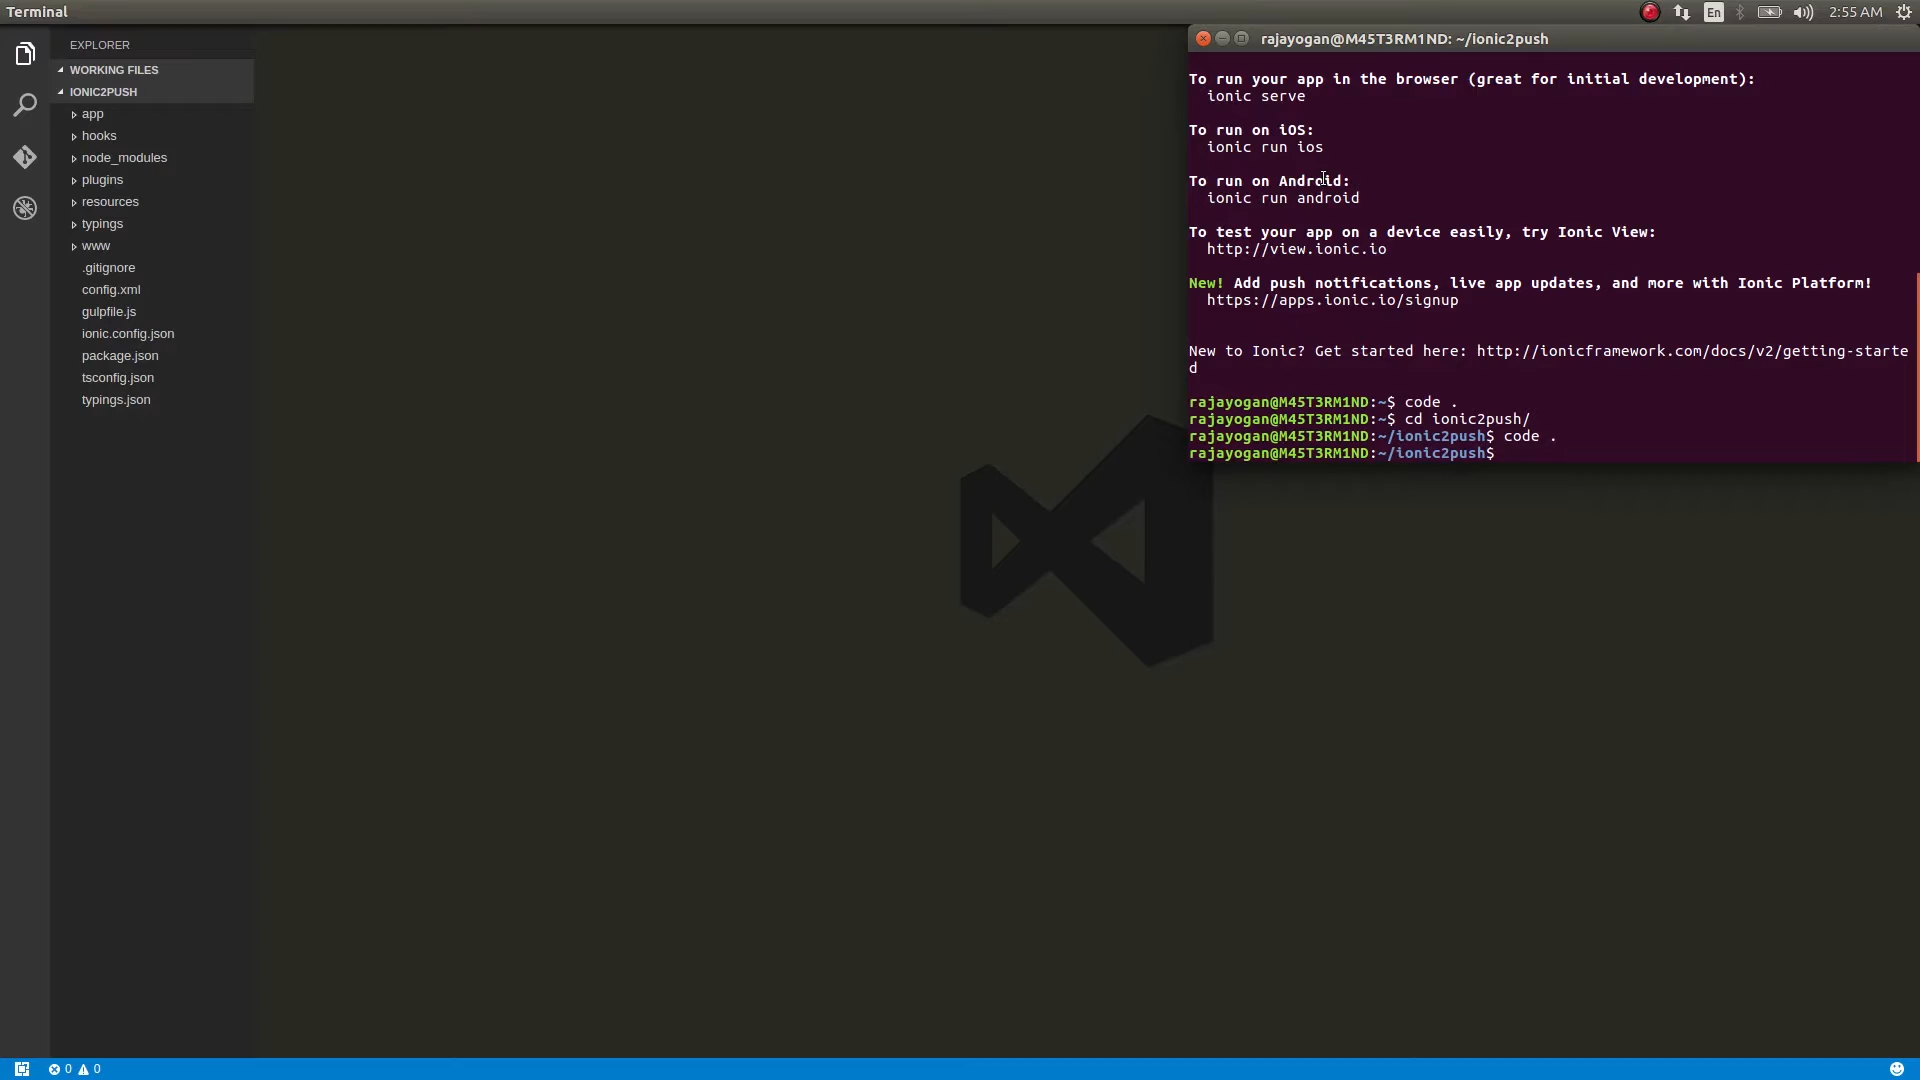 Terminal
En
2:55 AM
EXPLORER
WORKING FILES
IONIC2PUSH
app
hooks
node_modules
plugins
resources
typings
www
.gitignore
config.xml
gulpfile.js
ionic.config.json
package.json
tsconfig.json
typings.json
rajayogan@M45T3RM1ND: ~/ionic2push
To run your app in the browser (great for initial development):
ionic serve
To run on iOS:
ionic run ios
To run on Android:
ionic run android
To test your app on a device easily, try Ionic View:
http://view.ionic.io
New! Add push notifications, live app updates, and more with Ionic Platform!
https://apps.ionic.io/signup
New to Ionic? Get started here: http://ionicframework.com/docs/v2/getting-starte
d
rajayogan@M45T3RM1ND:~$ code .
rajayogan@M45T3RM1ND:~$ cd ionic2push/
rajayogan@M45T3RM1ND:~/ionic2push$ code .
rajayogan@M45T3RM1ND:~/ionic2push$
0 0